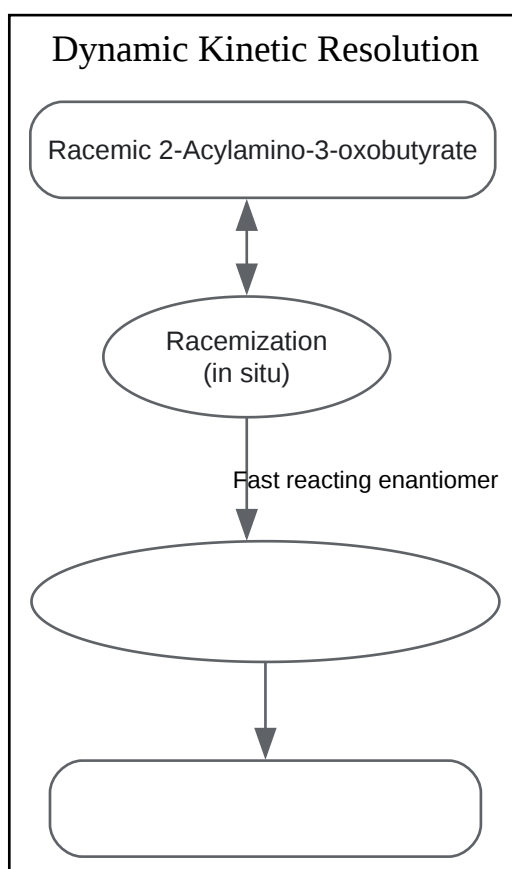 Dynamic Kinetic Resolution
Racemic 2-Acylamino-3-oxobutyrate
Racemization
(in situ)
Fast reacting enantiomer